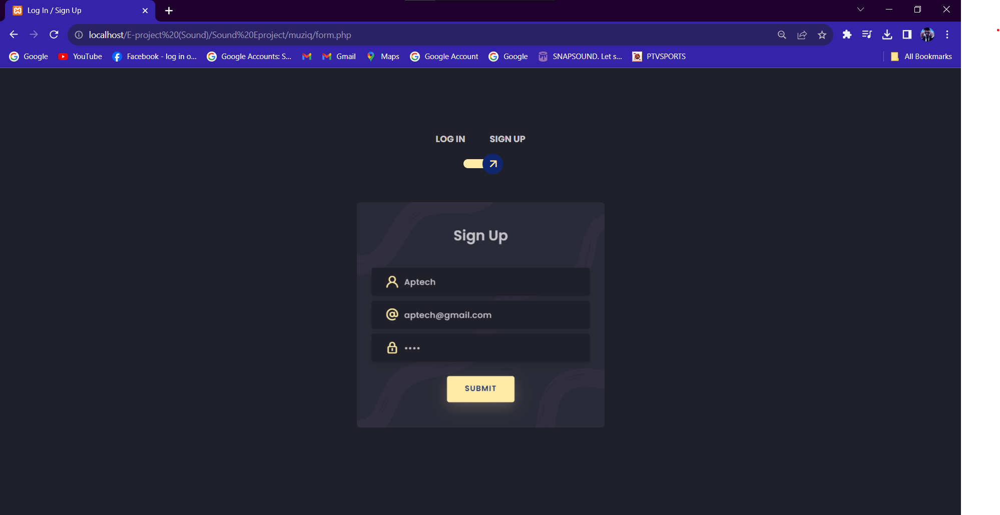 Log In / Sign Up
localhost/E-project%20(Sound)/Sound%20Eproject/muziq/form.php
Google YouTube Facebook - log in o... Google Accounts: S... Gmail Maps Google Account Google SNAPSOUND. Let s... PTVSPORTS All Bookmarks
LOG IN SIGN UP
Sign Up
Aptech
aptech@gmail.com
••••
SUBMIT